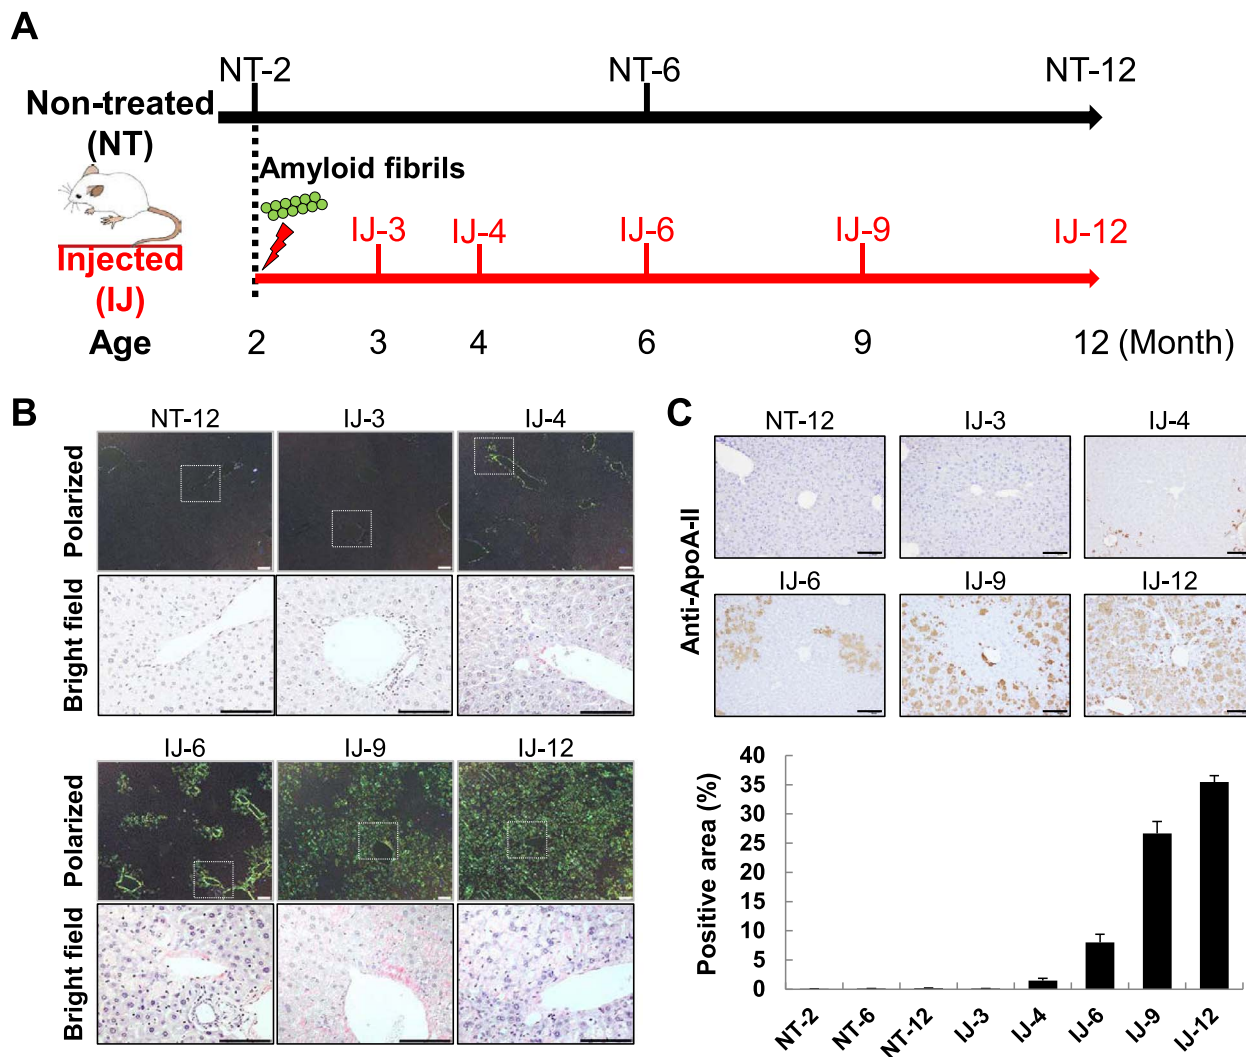 A
NT-2 NT-6 NT-12
Non-treated
(NT)
Amyloid fibrils
IJ-3 IJ-4 IJ-6 IJ-9 IJ-12
Injected
(IJ)
Age 2 3 4 6 9 12 (Month)
B
NT-12 IJ-3 IJ-4
Polarized
Bright field
IJ-6 IJ-9 IJ-12
Polarized
Bright field
C
NT-12 IJ-3 IJ-4
Anti-ApoA-II
IJ-6 IJ-9 IJ-12
Positive area (%)
40
35
30
25
20
15
10
5
0
NT-2 NT-6 NT-12 IJ-3 IJ-4 IJ-6 IJ-9 IJ-12